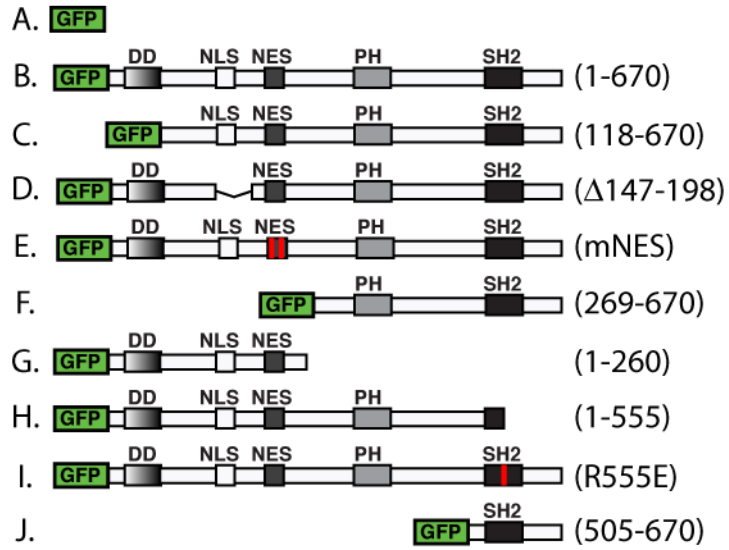 A. GFP
DD NLS NES PH SH2
B. GFP (1-670)
NLS NES PH SH2
C. GFP (118-670)
DD NES PH SH2
D. GFP (Δ147-198)
DD NLS NES PH SH2
E. GFP (mNES)
PH SH2
F. GFP (269-670)
DD NLS NES
G. GFP (1-260)
DD NLS NES PH
H. GFP (1-555)
DD NLS NES PH SH2
I. GFP (R555E)
SH2
J. GFP (505-670)